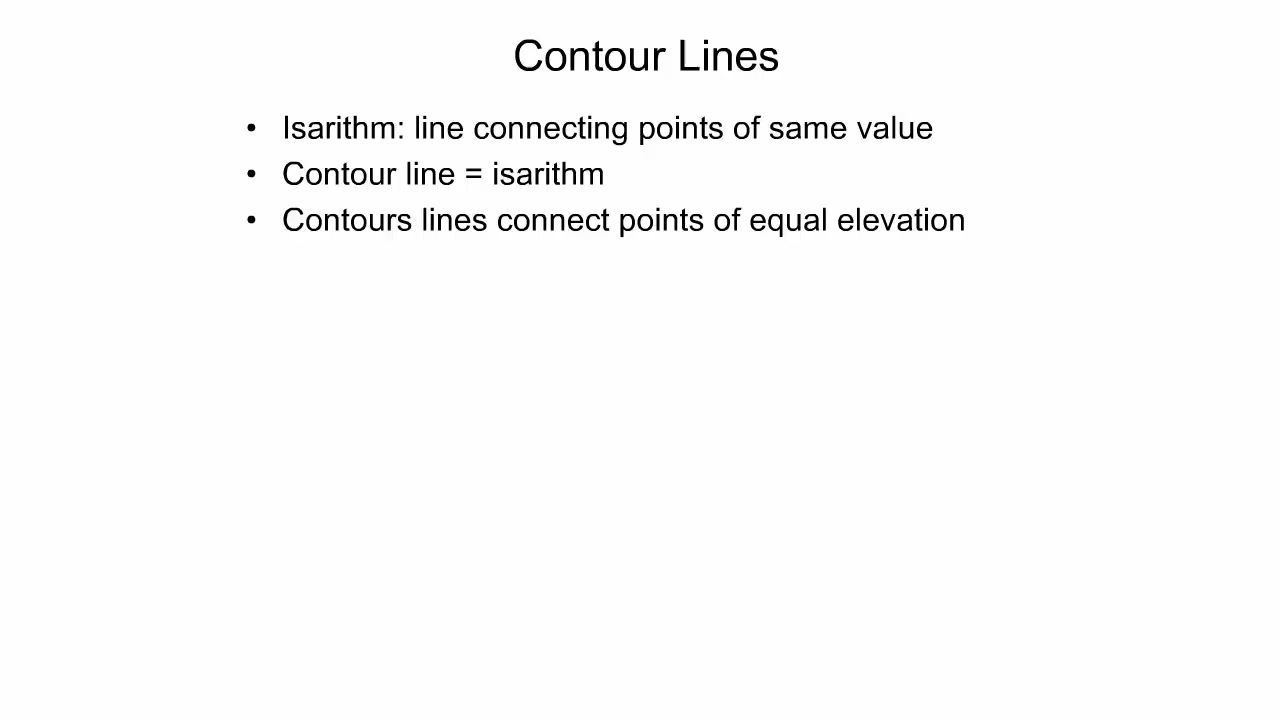 Contour Lines
• Isarithm: line connecting points of same value
• Contour line = isarithm
• Contours lines connect points of equal elevation